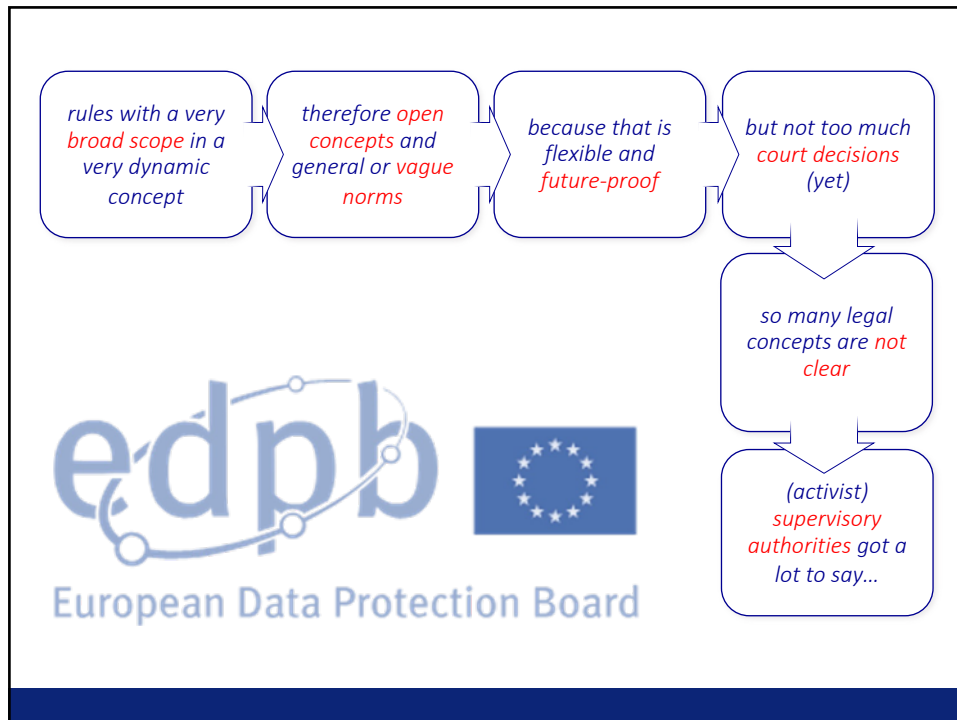 rules with a very
broad scope in a
very dynamic
concept
therefore open
concepts and
general or vague
norms
because that is
flexible and
future-proof
but not too much
court decisions
(yet)
so many legal
concepts are not
clear
(activist)
supervisory
authorities got a
lot to say...
edpb
European Data Protection Board